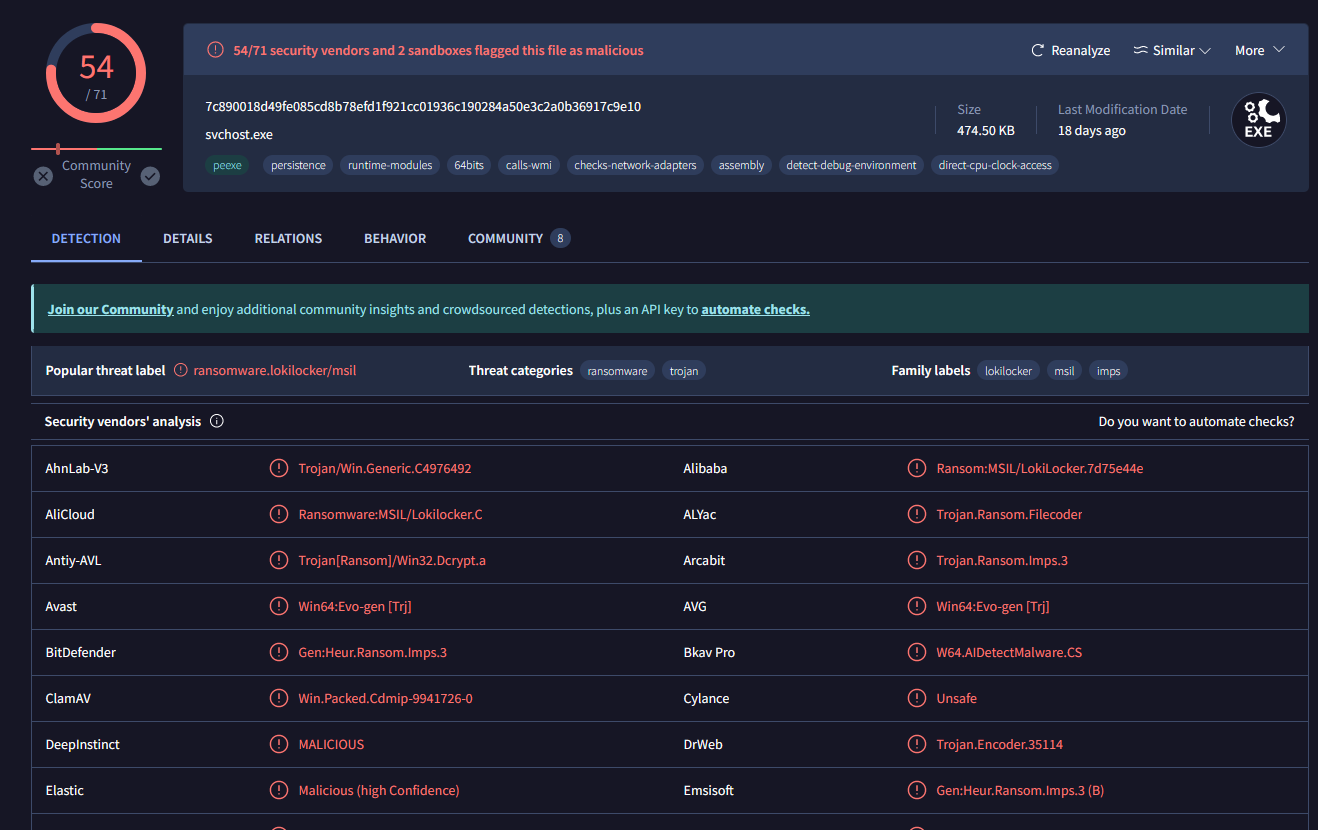 54
/ 71
Community
Score
54/71 security vendors and 2 sandboxes flagged this file as malicious
Reanalyze
Similar
More
7c890018d49fe085cd8b78efd1f921cc01936c190284a50e3c2a0b36917c9e10
svchost.exe
Size
474.50 KB
Last Modification Date
18 days ago
EXE
peexe persistence runtime-modules 64bits calls-wmi checks-network-adapters assembly detect-debug-environment direct-cpu-clock-access
DETECTION DETAILS RELATIONS BEHAVIOR COMMUNITY 8
Join our Community and enjoy additional community insights and crowdsourced detections, plus an API key to automate checks.
Popular threat label ransomware.lokilocker/msil Threat categories ransomware trojan Family labels lokilocker msil imps
Security vendors' analysis Do you want to automate checks?
AhnLab-V3 Trojan/Win.Generic.C4976492 Alibaba Ransom:MSIL/LokiLocker.7d75e44e
AliCloud Ransomware:MSIL/Lokilocker.C ALYac Trojan.Ransom.Filecoder
Antiy-AVL Trojan[Ransom]/Win32.Dcrypt.a Arcabit Trojan.Ransom.Imps.3
Avast Win64:Evo-gen [Trj] AVG Win64:Evo-gen [Trj]
BitDefender Gen:Heur.Ransom.Imps.3 Bkav Pro W64.AIDetectMalware.CS
ClamAV Win.Packed.Cdmip-9941726-0 Cylance Unsafe
DeepInstinct MALICIOUS DrWeb Trojan.Encoder.35114
Elastic Malicious (high Confidence) Emsisoft Gen:Heur.Ransom.Imps.3 (B)